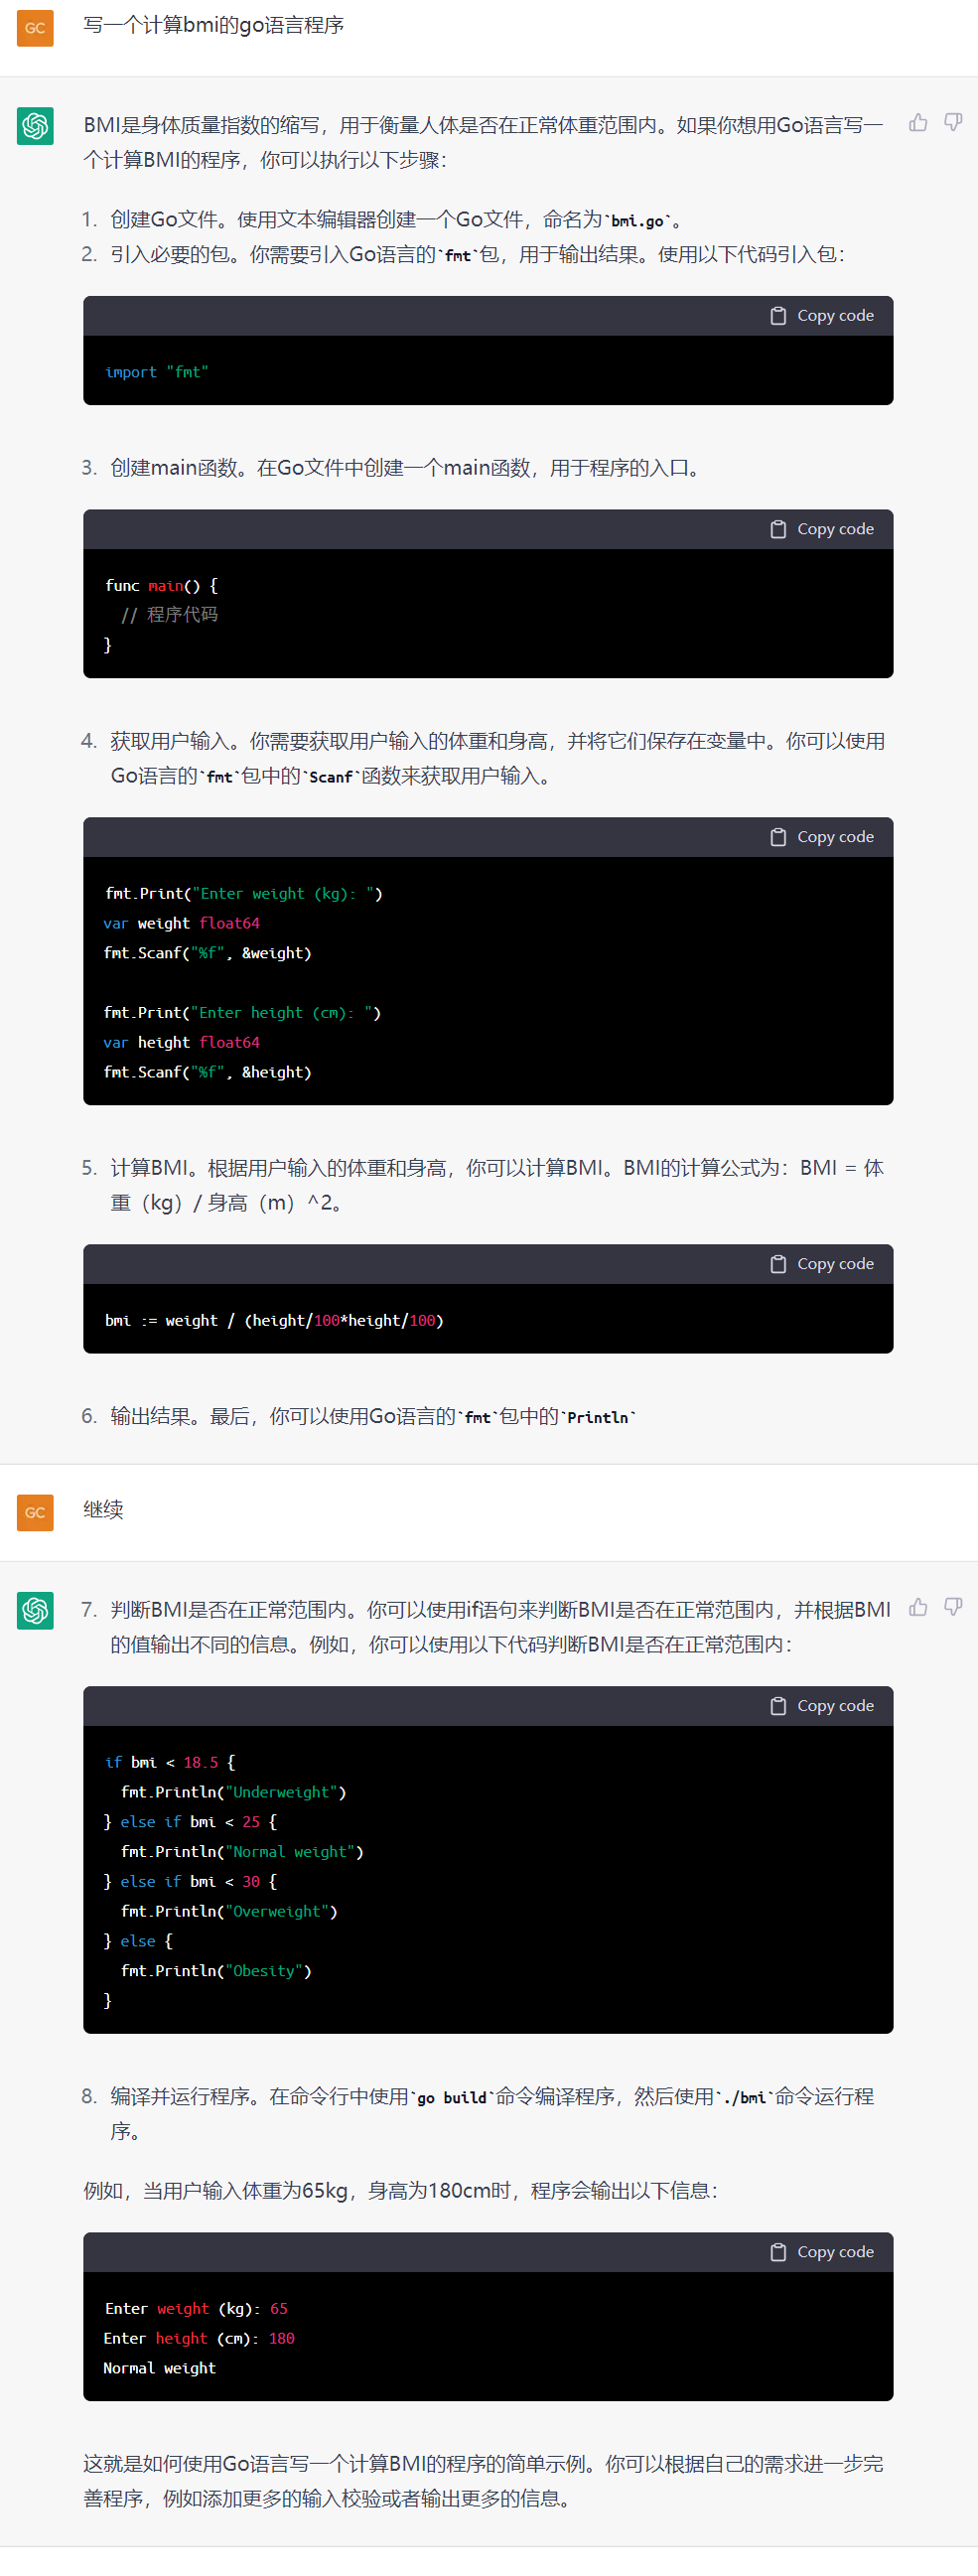 GC
写一个计算bmi的go语言程序
BMI是身体质量指数的缩写，用于衡量人体是否在正常体重范围内。如果你想用Go语言写一
个计算BMI的程序，你可以执行以下步骤：
1. 创建Go文件。使用文本编辑器创建一个Go文件，命名为`bmi.go`。
2. 引入必要的包。你需要引入Go语言的`fmt`包，用于输出结果。使用以下代码引入包：
Copy code
import "fmt"
3. 创建main函数。在Go文件中创建一个main函数，用于程序的入口。
Copy code
func main() {
  // 程序代码
}
4. 获取用户输入。你需要获取用户输入的体重和身高，并将它们保存在变量中。你可以使用
Go语言的`fmt`包中的`Scanf`函数来获取用户输入。
Copy code
fmt.Print("Enter weight (kg): ")
var weight float64
fmt.Scanf("%f", &weight)
fmt.Print("Enter height (cm): ")
var height float64
fmt.Scanf("%f", &height)
5. 计算BMI。根据用户输入的体重和身高，你可以计算BMI。BMI的计算公式为：BMI = 体
重（kg）/ 身高（m）^2。
Copy code
bmi := weight / (height/100*height/100)
6. 输出结果。最后，你可以使用Go语言的`fmt`包中的`Println`
GC
继续
7. 判断BMI是否在正常范围内。你可以使用if语句来判断BMI是否在正常范围内，并根据BMI
的值输出不同的信息。例如，你可以使用以下代码判断BMI是否在正常范围内：
Copy code
if bmi < 18.5 {
  fmt.Println("Underweight")
} else if bmi < 25 {
  fmt.Println("Normal weight")
} else if bmi < 30 {
  fmt.Println("Overweight")
} else {
  fmt.Println("Obesity")
}
8. 编译并运行程序。在命令行中使用`go build`命令编译程序，然后使用`./bmi`命令运行程
序。
例如，当用户输入体重为65kg，身高为180cm时，程序会输出以下信息：
Copy code
Enter weight (kg): 65
Enter height (cm): 180
Normal weight
这就是如何使用Go语言写一个计算BMI的程序的简单示例。你可以根据自己的需求进一步完
善程序，例如添加更多的输入校验或者输出更多的信息。